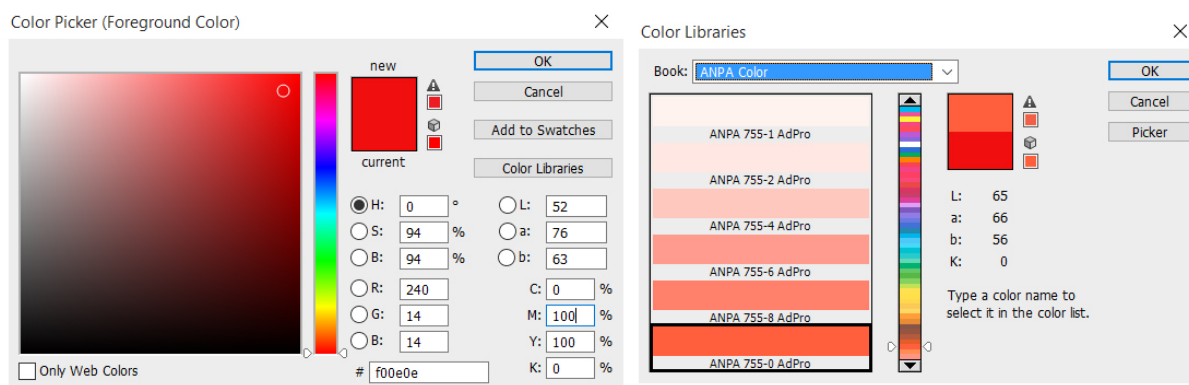 Color Picker (Foreground Color)
new
current
OK
Cancel
Add to Swatches
Color Libraries
H: 0 °
S: 94 %
B: 94 %
R: 240
G: 14
B: 14
L: 52
a: 76
b: 63
C: 0 %
M: 100 %
Y: 100 %
K: 0 %
# f00e0e
Only Web Colors
Color Libraries
Book: ANPA Color
ANPA 755-1 AdPro
ANPA 755-2 AdPro
ANPA 755-4 AdPro
ANPA 755-6 AdPro
ANPA 755-8 AdPro
ANPA 755-0 AdPro
OK
Cancel
Picker
L: 65
a: 66
b: 56
K: 0
Type a color name to
select it in the color list.